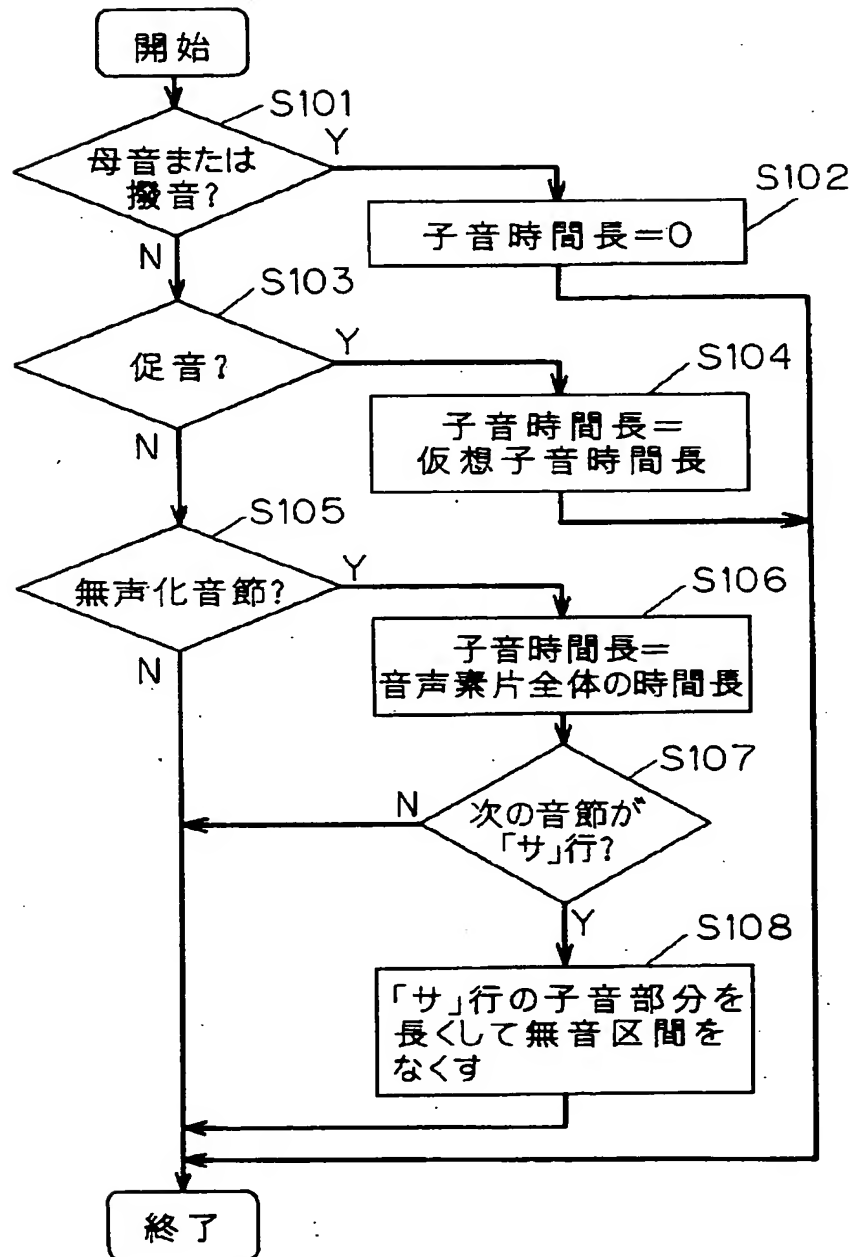 開始
S101
母音または
撥音?
Y
N
S102
子音時間長=0
S103
促音?
Y
N
S104
子音時間長=
仮想子音時間長
S105
無声化音節?
Y
N
S106
子音時間長=
音声素片全体の時間長
S107
次の音節が
「サ」行?
N
Y
S108
「サ」行の子音部分を
長くして無音区間を
なくす
終了